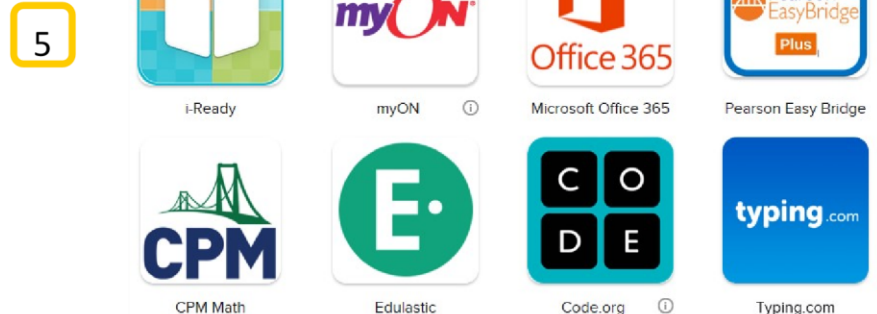 5
myON
Office 365
EasyBridge
Plus
i-Ready
myON
Microsoft Office 365
Pearson Easy Bridge
CPM
E
C O
D E
typing.com
CPM Math
Edulastic
Code.org
Typing.com